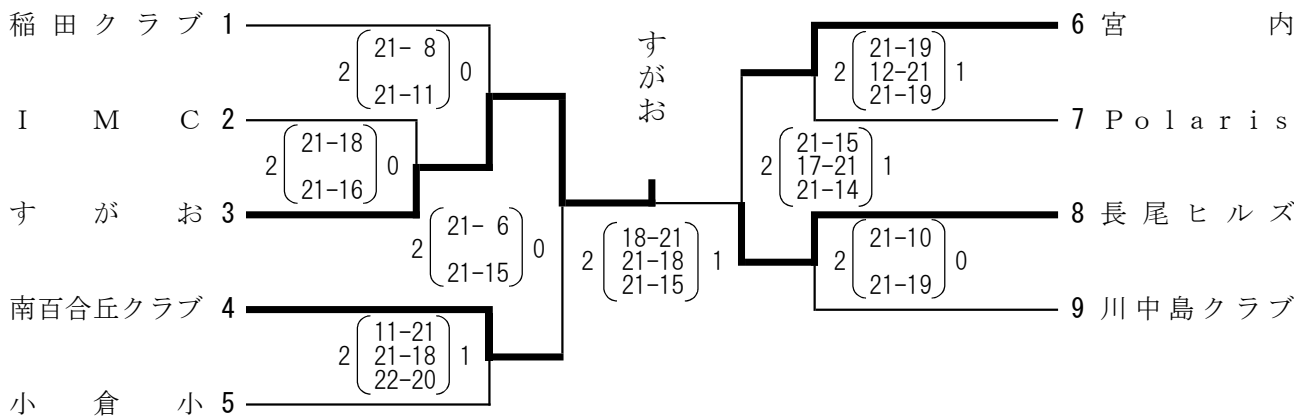 稲田クラブ 1
2 21- 8 0
21-11
IMC 2
2 21-18 0
21-16
すがお 3
2 21- 6 0
21-15
南百合丘クラブ 4
11-21
2 21-18 1
22-20
小倉小 5
すがお
18-21
2 21-18 1
21-15
6 宮内
21-19
2 12-21 1
21-19
7 Polaris
21-15
2 17-21 1
21-14
8 長尾ヒルズ
2 21-10 0
21-19
9 川中島クラブ